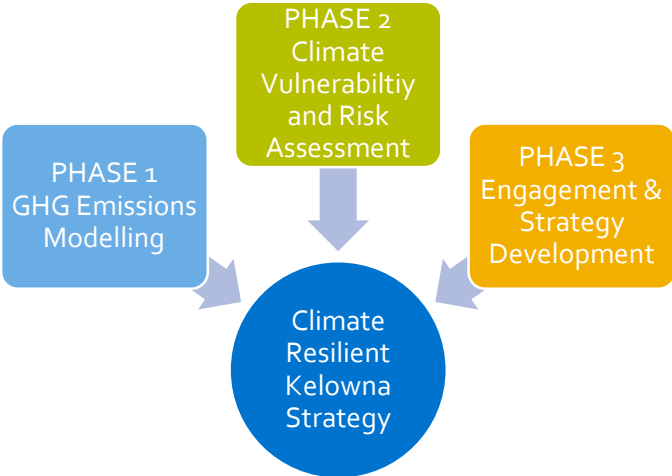 PHASE 1
GHG Emissions
Modelling
PHASE 2
Climate
Vulnerabiltiy
and Risk
Assessment
PHASE 3
Engagement &
Strategy
Development
Climate
Resilient
Kelowna
Strategy